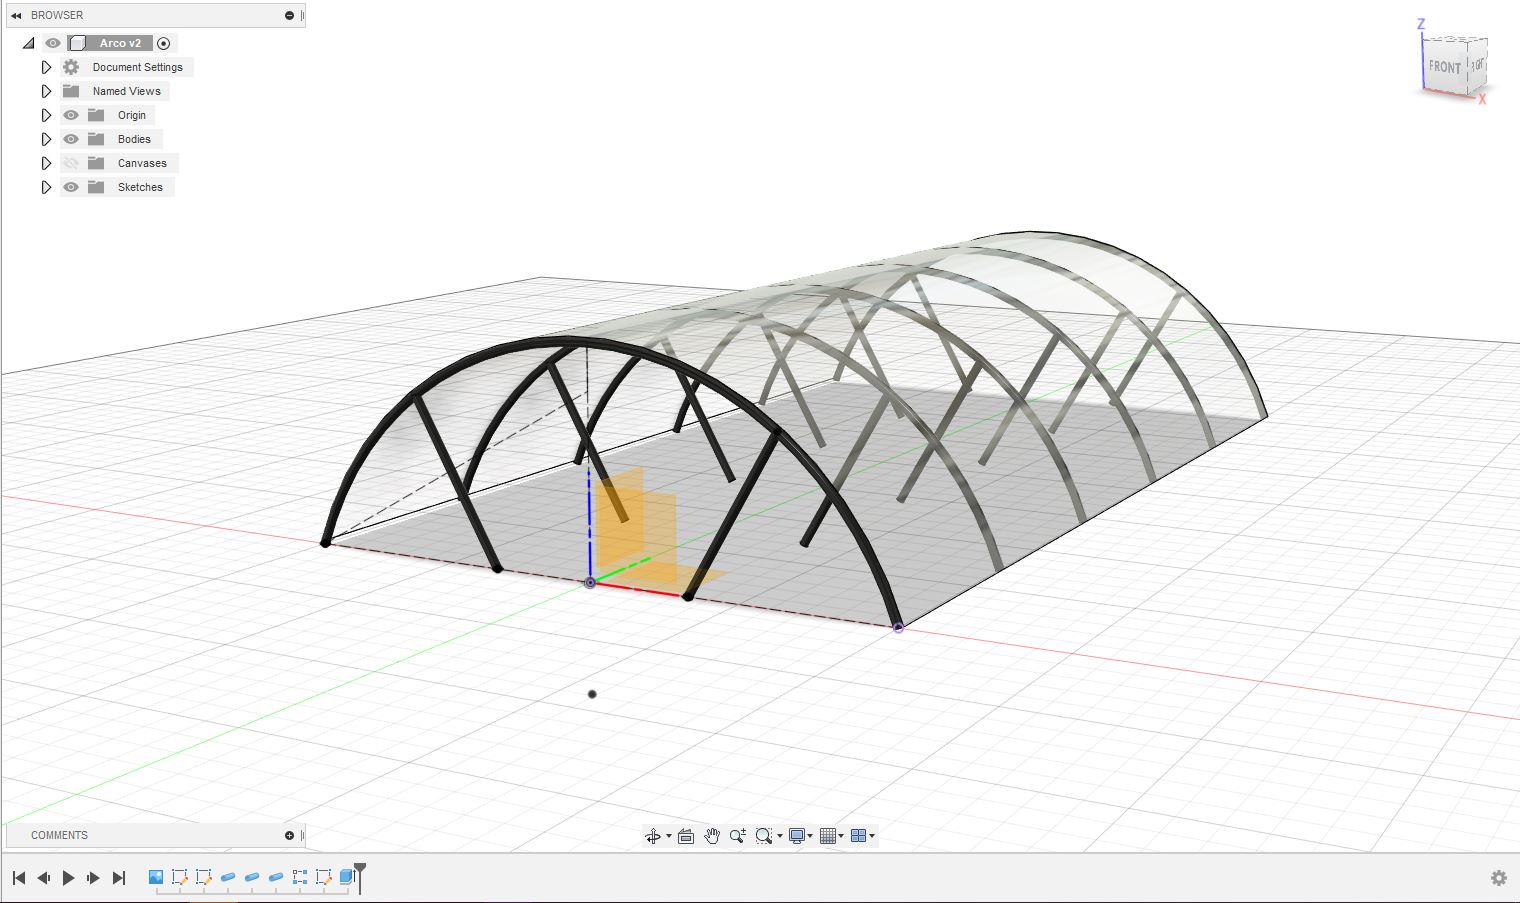 BROWSER
Arco v2
Document Settings
Named Views
Origin
Bodies
Canvases
Sketches
Z
FRONT
RIGHT
X
COMMENTS